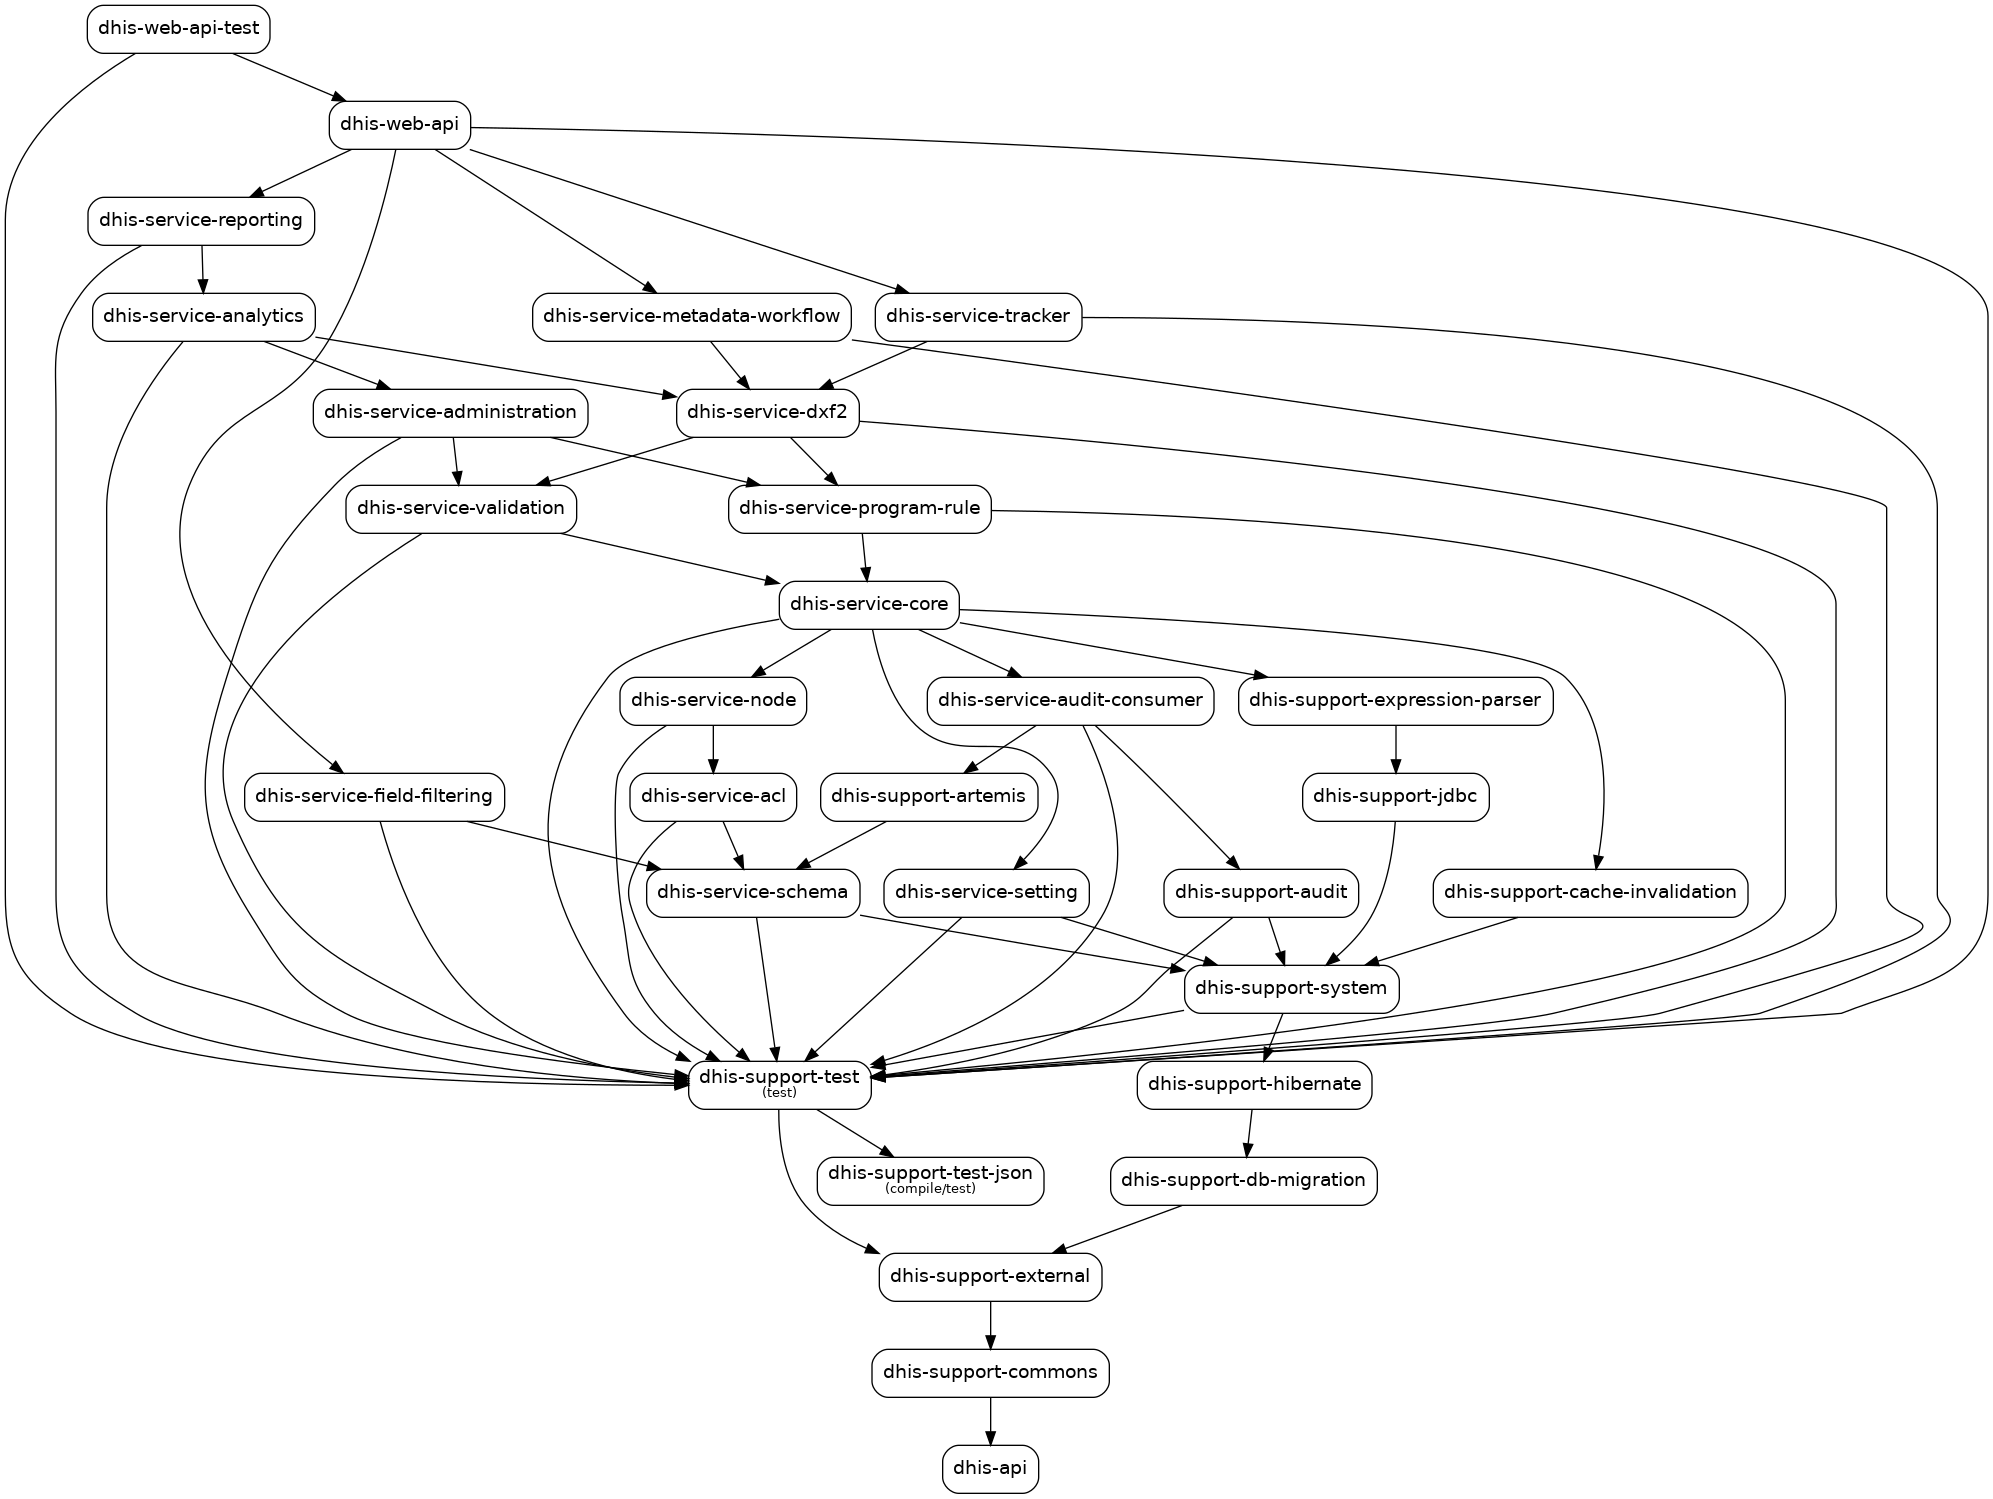 dhis-web-api-test
dhis-web-api
dhis-service-reporting
dhis-service-analytics
dhis-service-metadata-workflow
dhis-service-tracker
dhis-service-administration
dhis-service-dxf2
dhis-service-validation
dhis-service-program-rule
dhis-service-core
dhis-service-node
dhis-service-audit-consumer
dhis-support-expression-parser
dhis-service-field-filtering
dhis-service-acl
dhis-support-artemis
dhis-support-jdbc
dhis-service-schema
dhis-service-setting
dhis-support-audit
dhis-support-cache-invalidation
dhis-support-system
dhis-support-test
(test)
dhis-support-hibernate
dhis-support-test-json
(compile/test)
dhis-support-db-migration
dhis-support-external
dhis-support-commons
dhis-api